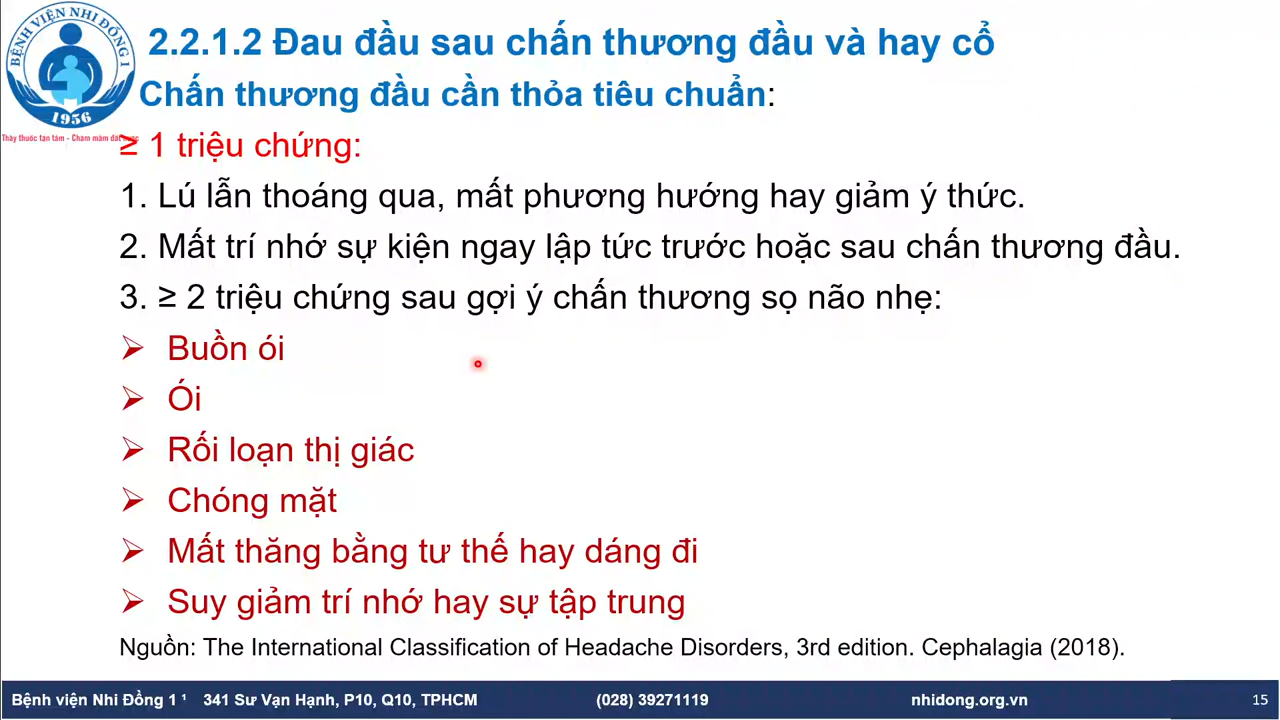 BỆNH VIỆN NHI ĐỒNG 1
1956
2.2.1.2 Đau đầu sau chấn thương đầu và hay cổ
Chấn thương đầu cần thỏa tiêu chuẩn:
≥ 1 triệu chứng:
1. Lú lẫn thoáng qua, mất phương hướng hay giảm ý thức.
2. Mất trí nhớ sự kiện ngay lập tức trước hoặc sau chấn thương đầu.
3. ≥ 2 triệu chứng sau gợi ý chấn thương sọ não nhẹ:
➢ Buồn ói
➢ Ói
➢ Rối loạn thị giác
➢ Chóng mặt
➢ Mất thăng bằng tư thế hay dáng đi
➢ Suy giảm trí nhớ hay sự tập trung
Nguồn: The International Classification of Headache Disorders, 3rd edition. Cephalagia (2018).
Bệnh viện Nhi Đồng 1 ¹ 341 Sư Vạn Hạnh, P10, Q10, TPHCM (028) 39271119 nhidong.org.vn 15